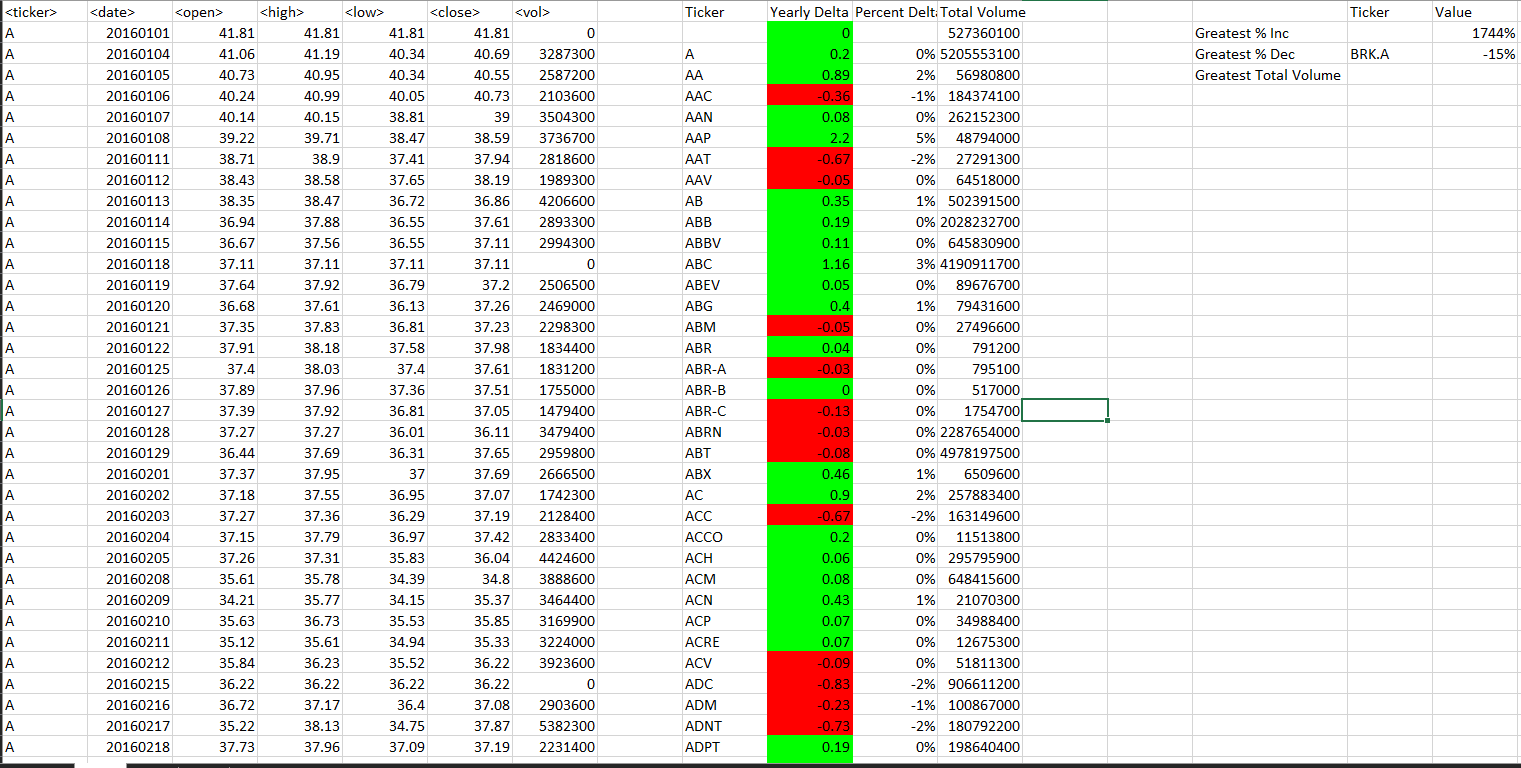 <ticker> <date> <open> <high> <low> <close> <vol> Ticker Yearly Delta Percent Delt Total Volume Ticker Value
A 20160101 41.81 41.81 41.81 41.81 0 0 527360100 Greatest % Inc 1744%
A 20160104 41.06 41.19 40.34 40.69 3287300 A 0.2 0% 5205553100 Greatest % Dec BRK.A -15%
A 20160105 40.73 40.95 40.34 40.55 2587200 AA 0.89 2% 56980800 Greatest Total Volume
A 20160106 40.24 40.99 40.05 40.73 2103600 AAC -0.36 -1% 184374100
A 20160107 40.14 40.15 38.81 39 3504300 AAN 0.08 0% 262152300
A 20160108 39.22 39.71 38.47 38.59 3736700 AAP 2.2 5% 48794000
A 20160111 38.71 38.9 37.41 37.94 2818600 AAT -0.67 -2% 27291300
A 20160112 38.43 38.58 37.65 38.19 1989300 AAV -0.05 0% 64518000
A 20160113 38.35 38.47 36.72 36.86 4206600 AB 0.35 1% 502391500
A 20160114 36.94 37.88 36.55 37.61 2893300 ABB 0.19 0% 2028232700
A 20160115 36.67 37.56 36.55 37.11 2994300 ABBV 0.11 0% 645830900
A 20160118 37.11 37.11 37.11 37.11 0 ABC 1.16 3% 4190911700
A 20160119 37.64 37.92 36.79 37.2 2506500 ABEV 0.05 0% 89676700
A 20160120 36.68 37.61 36.13 37.26 2469000 ABG 0.4 1% 79431600
A 20160121 37.35 37.83 36.81 37.23 2298300 ABM -0.05 0% 27496600
A 20160122 37.91 38.18 37.58 37.98 1834400 ABR 0.04 0% 791200
A 20160125 37.4 38.03 37.4 37.61 1831200 ABR-A -0.03 0% 795100
A 20160126 37.89 37.96 37.36 37.51 1755000 ABR-B 0 0% 517000
A 20160127 37.39 37.92 36.81 37.05 1479400 ABR-C -0.13 0% 1754700
A 20160128 37.27 37.27 36.01 36.11 3479400 ABRN -0.03 0% 2287654000
A 20160129 36.44 37.69 36.31 37.65 2959800 ABT -0.08 0% 4978197500
A 20160201 37.37 37.95 37 37.69 2666500 ABX 0.46 1% 6509600
A 20160202 37.18 37.55 36.95 37.07 1742300 AC 0.9 2% 257883400
A 20160203 37.27 37.36 36.29 37.19 2128400 ACC -0.67 -2% 163149600
A 20160204 37.15 37.79 36.97 37.42 2833400 ACCO 0.2 0% 11513800
A 20160205 37.26 37.31 35.83 36.04 4424600 ACH 0.06 0% 295795900
A 20160208 35.61 35.78 34.39 34.8 3888600 ACM 0.08 0% 648415600
A 20160209 34.21 35.77 34.15 35.37 3464400 ACN 0.43 1% 21070300
A 20160210 35.63 36.73 35.53 35.85 3169900 ACP 0.07 0% 34988400
A 20160211 35.12 35.61 34.94 35.33 3224000 ACRE 0.07 0% 12675300
A 20160212 35.84 36.23 35.52 36.22 3923600 ACV -0.09 0% 51811300
A 20160215 36.22 36.22 36.22 36.22 0 ADC -0.83 -2% 906611200
A 20160216 36.72 37.17 36.4 37.08 2903600 ADM -0.23 -1% 100867000
A 20160217 35.22 38.13 34.75 37.87 5382300 ADNT -0.73 -2% 180792200
A 20160218 37.73 37.96 37.09 37.19 2231400 ADPT 0.19 0% 198640400